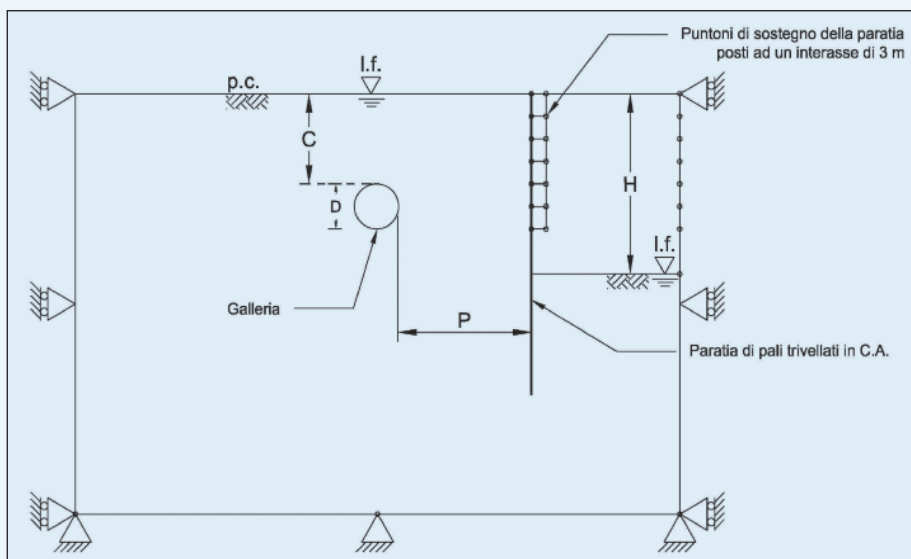 Puntoni di sostegno della paratia
posti ad un interasse di 3 m
p.c.
l.f.
C
H
D
l.f.
Galleria
P
Paratia di pali trivellati in C.A.